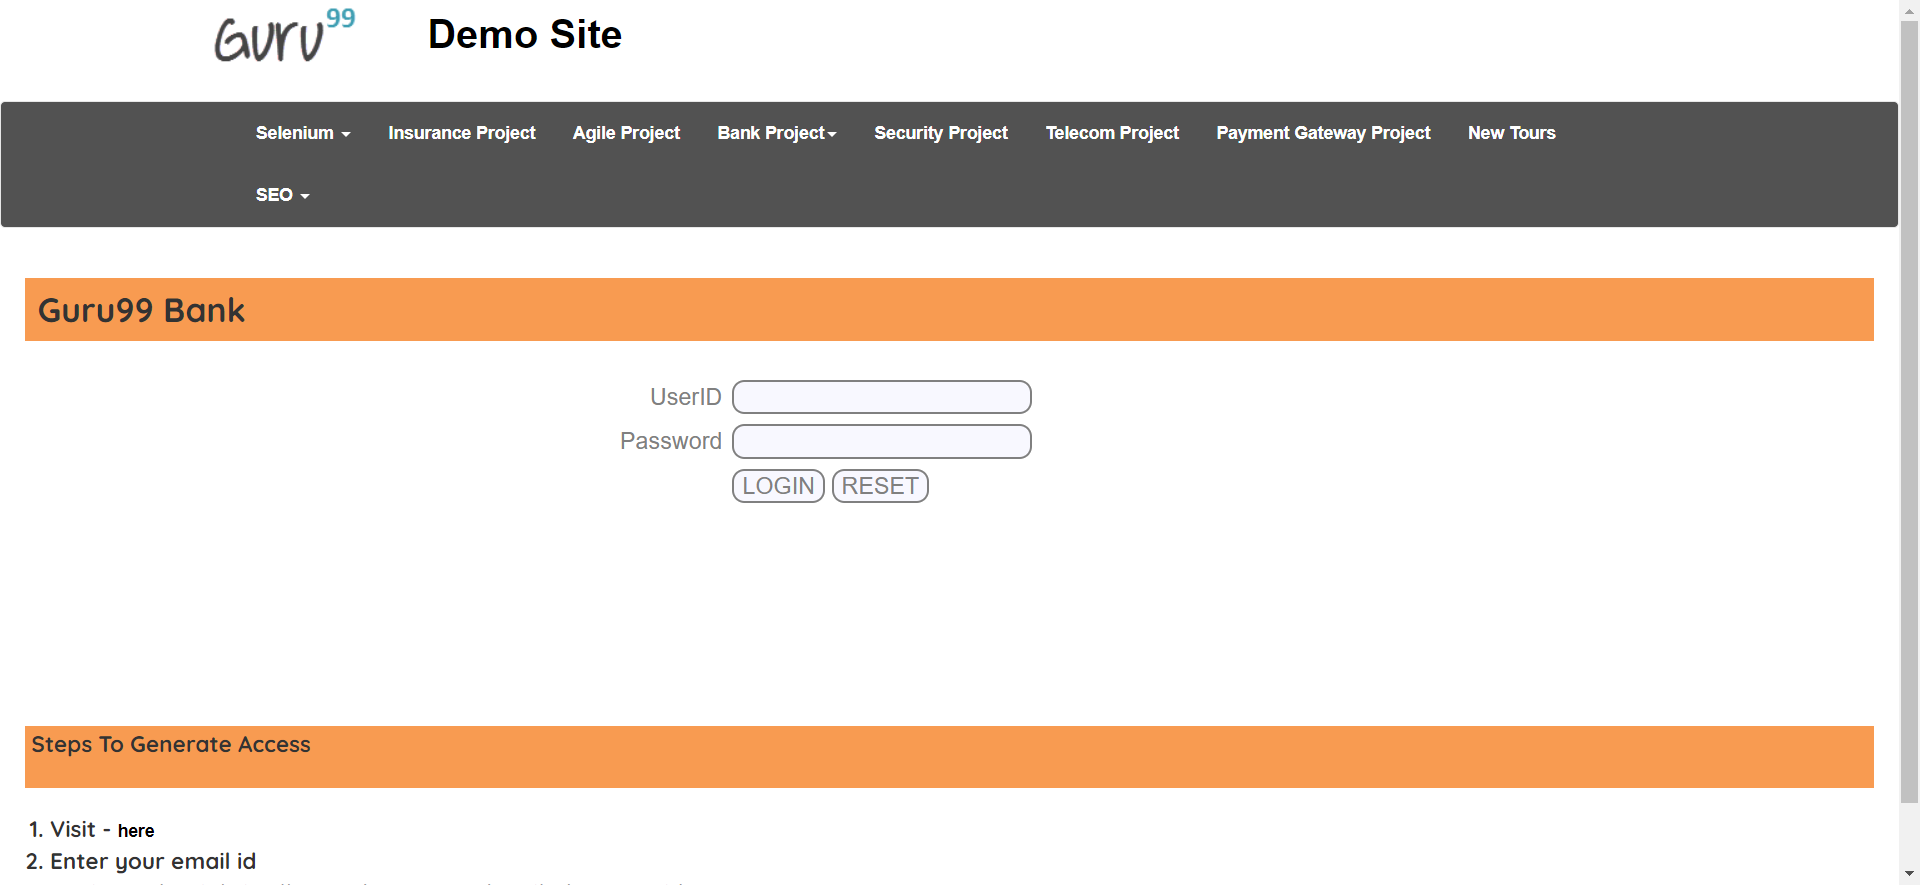 Guru99
Demo Site
Selenium Insurance Project Agile Project Bank Project Security Project Telecom Project Payment Gateway Project New Tours
SEO
Guru99 Bank
UserID
Password
LOGIN RESET
Steps To Generate Access
1. Visit - here
2. Enter your email id